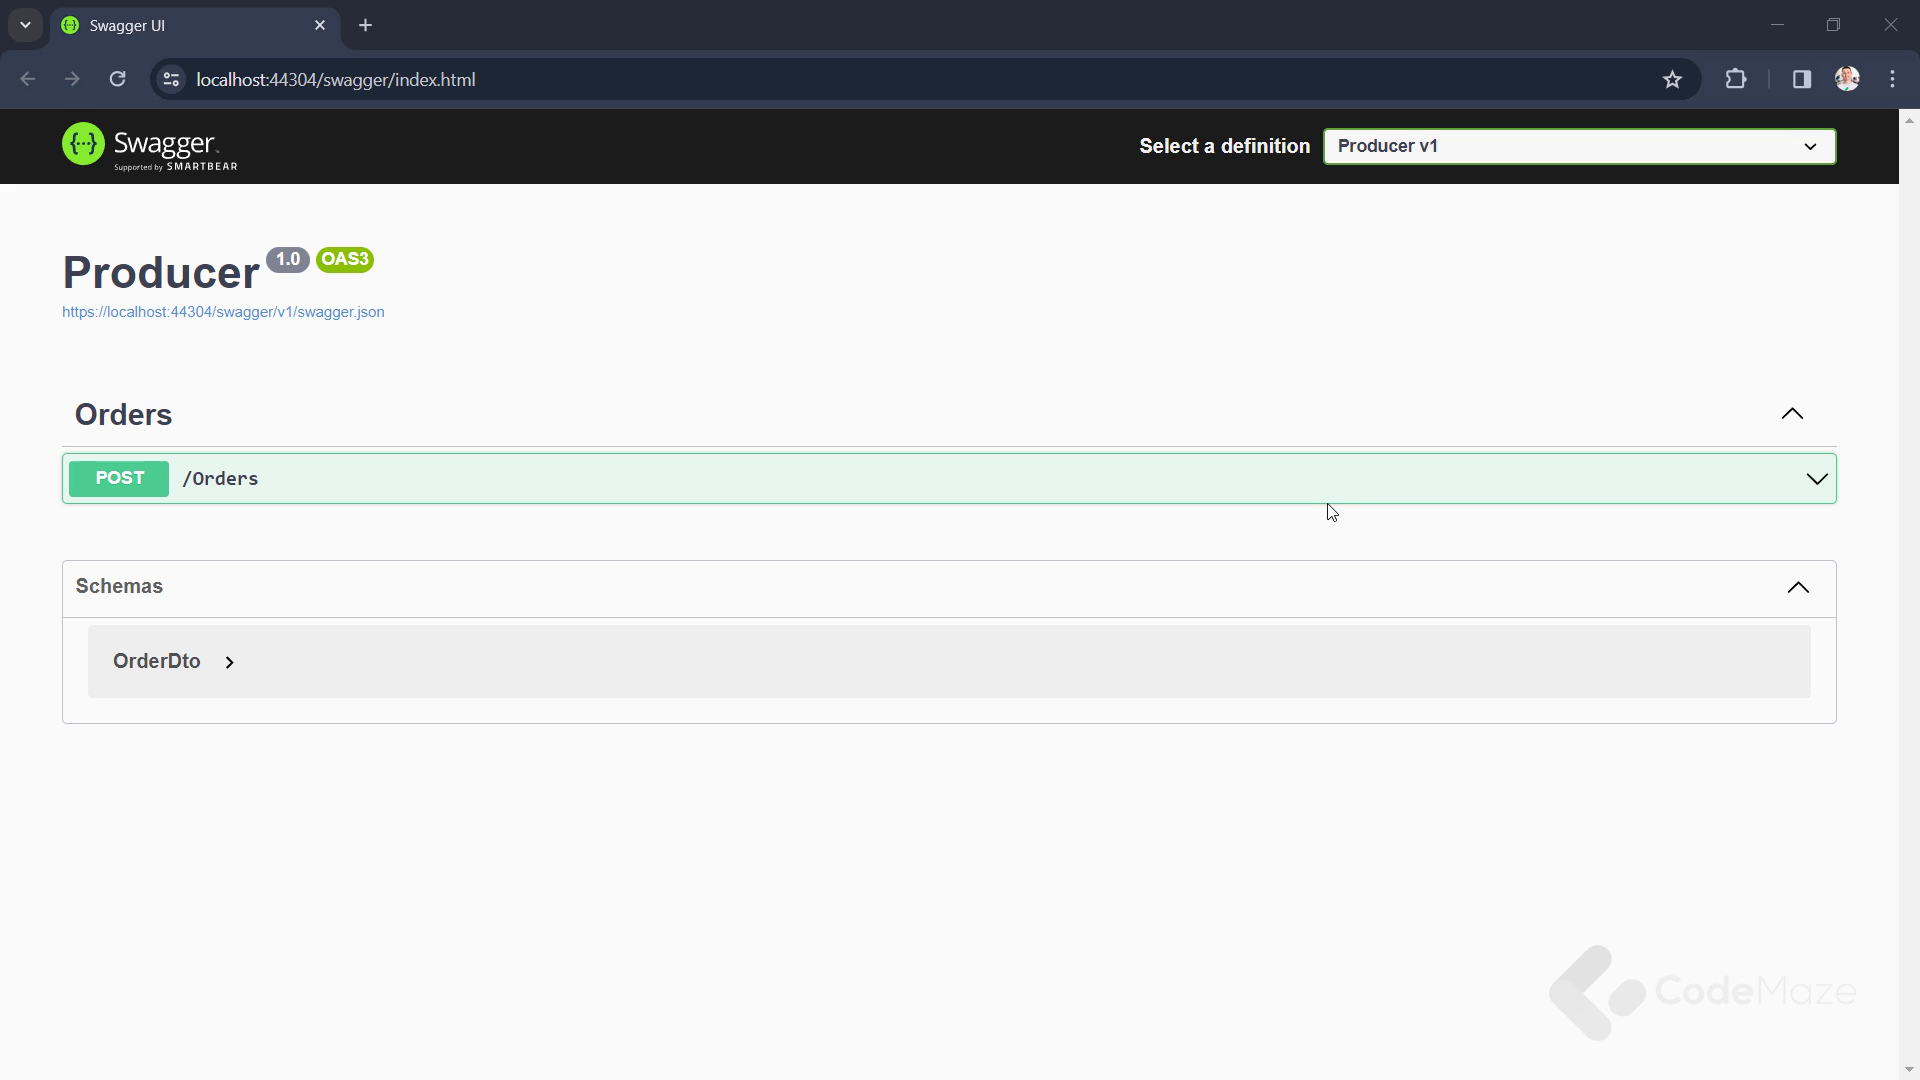 Swagger UI
localhost:44304/swagger/index.html
Swagger
Supported by SMARTBEAR
Select a definition
Producer v1
Producer 1.0 OAS3
https://localhost:44304/swagger/v1/swagger.json
Orders
POST /Orders
Schemas
OrderDto
CodeMaze